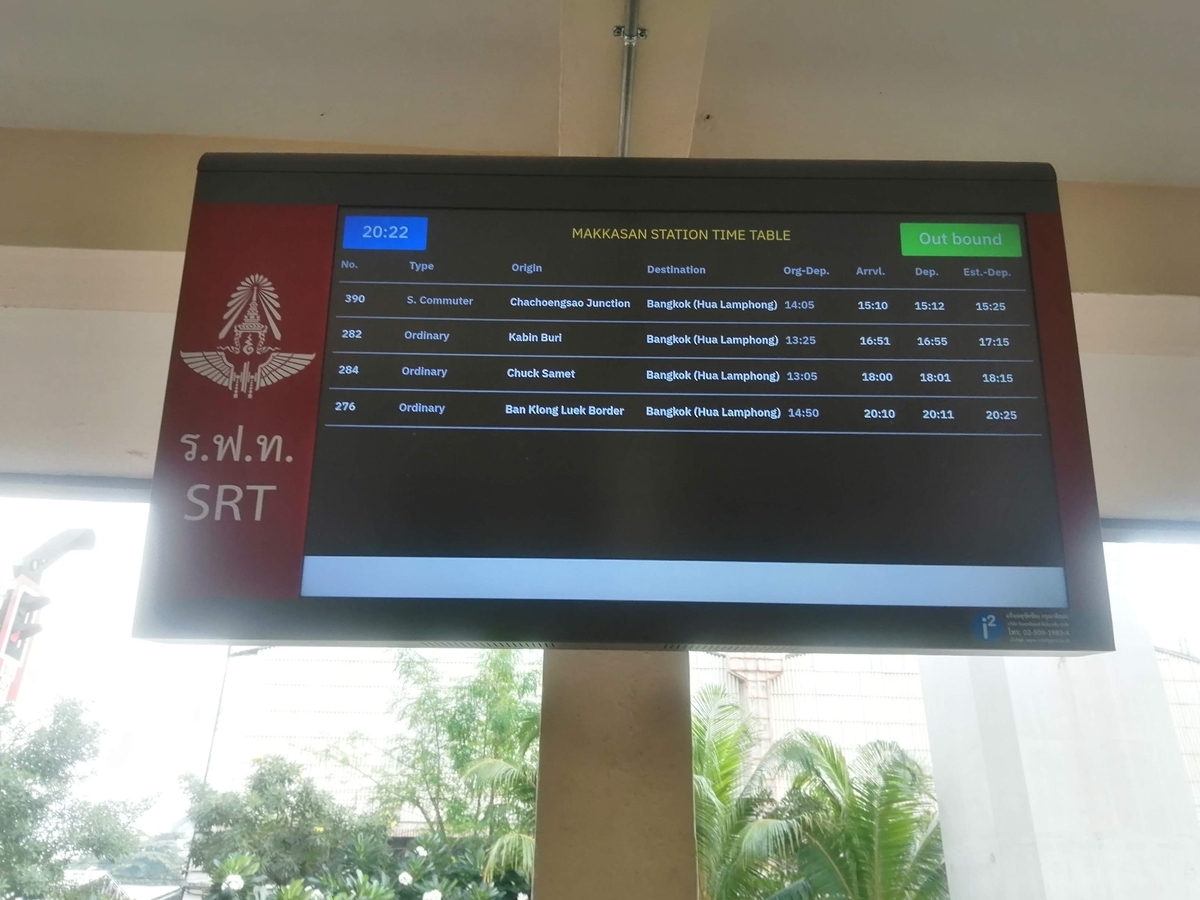 20:22 MAKKASAN STATION TIME TABLE Out bound
No. Type Origin Destination Org-Dep. Arrvl. Dep. Est.-Dep.
390 S. Commuter Chachoengsao Junction Bangkok (Hua Lamphong) 14:05 15:10 15:12 15:25
282 Ordinary Kabin Buri Bangkok (Hua Lamphong) 13:25 16:51 16:55 17:15
284 Ordinary Chuck Samet Bangkok (Hua Lamphong) 13:05 18:00 18:01 18:15
276 Ordinary Ban Klong Luek Border Bangkok (Hua Lamphong) 14:50 20:10 20:11 20:25
ร.ฟ.ท.
SRT
i2